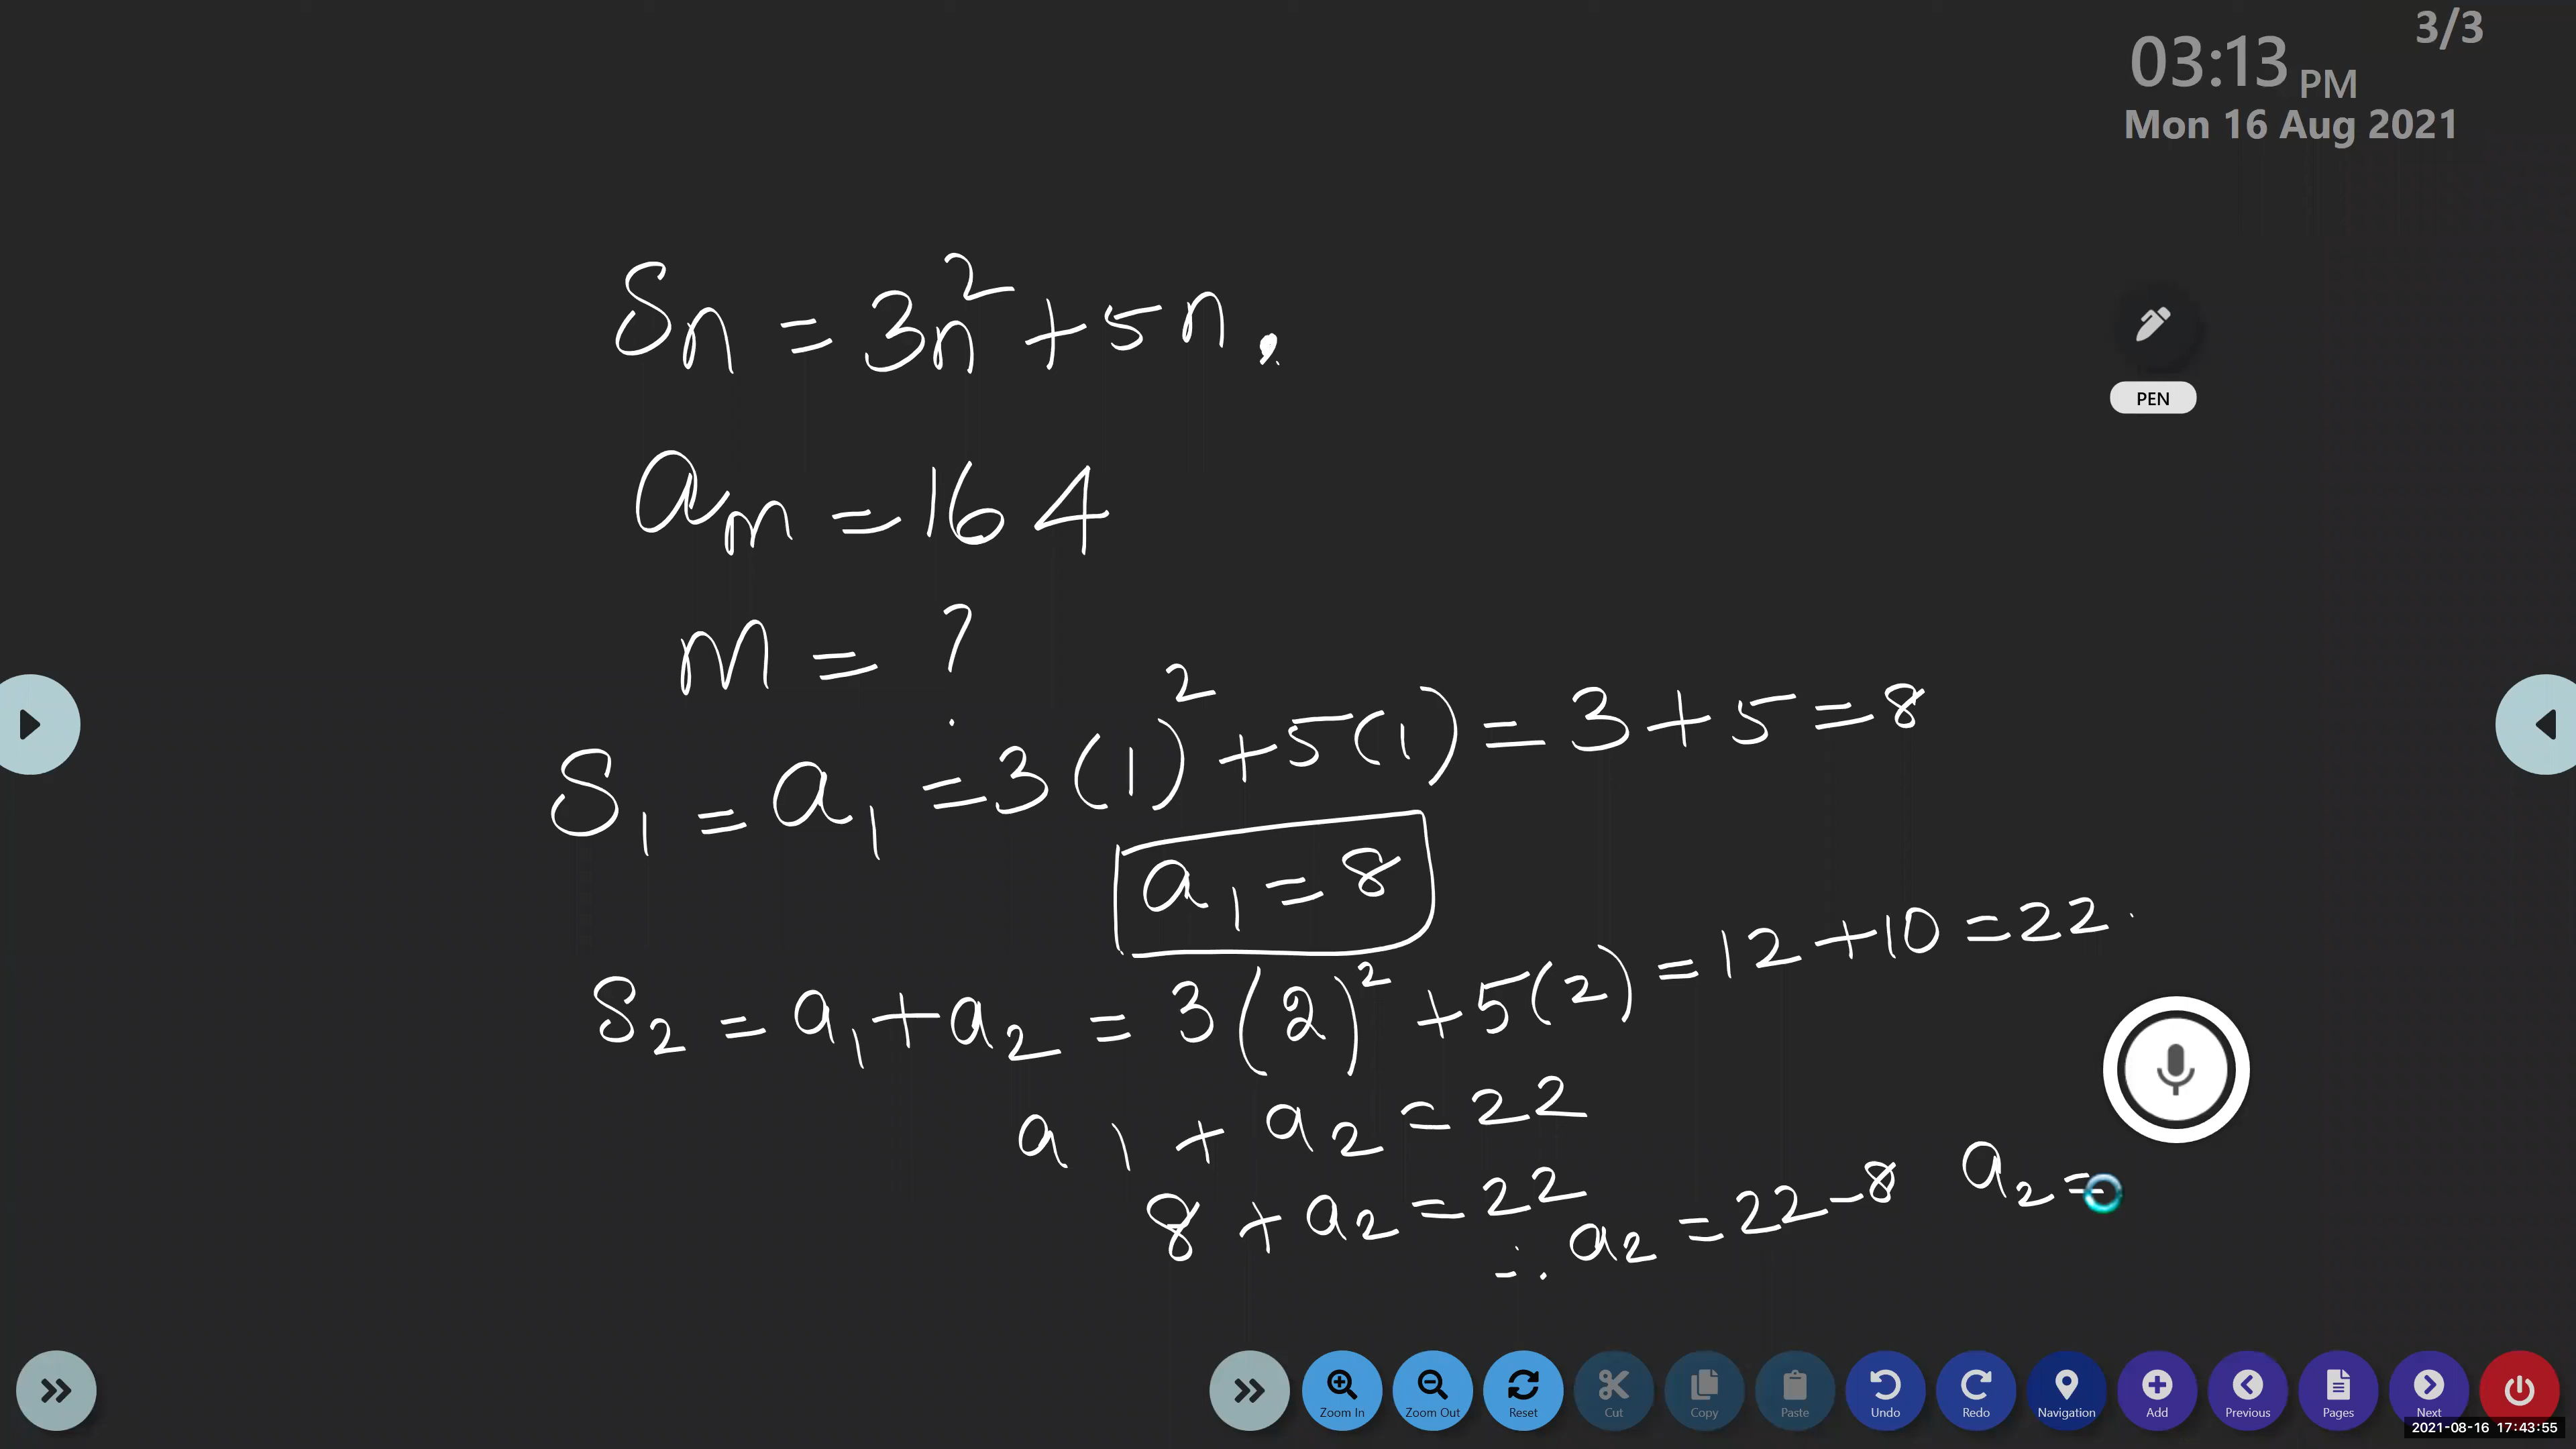 3/3
03:13 PM
Mon 16 Aug 2021
Sn = 3n² + 5n,
PEN
am = 164
m = ?
S₁ = a₁ = 3(1)² + 5(1) = 3 + 5 = 8
a₁ = 8
S₂ = a₁ + a₂ = 3(2)² + 5(2) = 12 + 10 = 22.
a₁ + a₂ = 22
8 + a₂ = 22
∴ a₂ = 22 - 8 a₂ =
Zoom In Zoom Out Reset Cut Copy Paste Undo Redo Navigation Add Previous Pages Next
2021-08-16 17:43:55